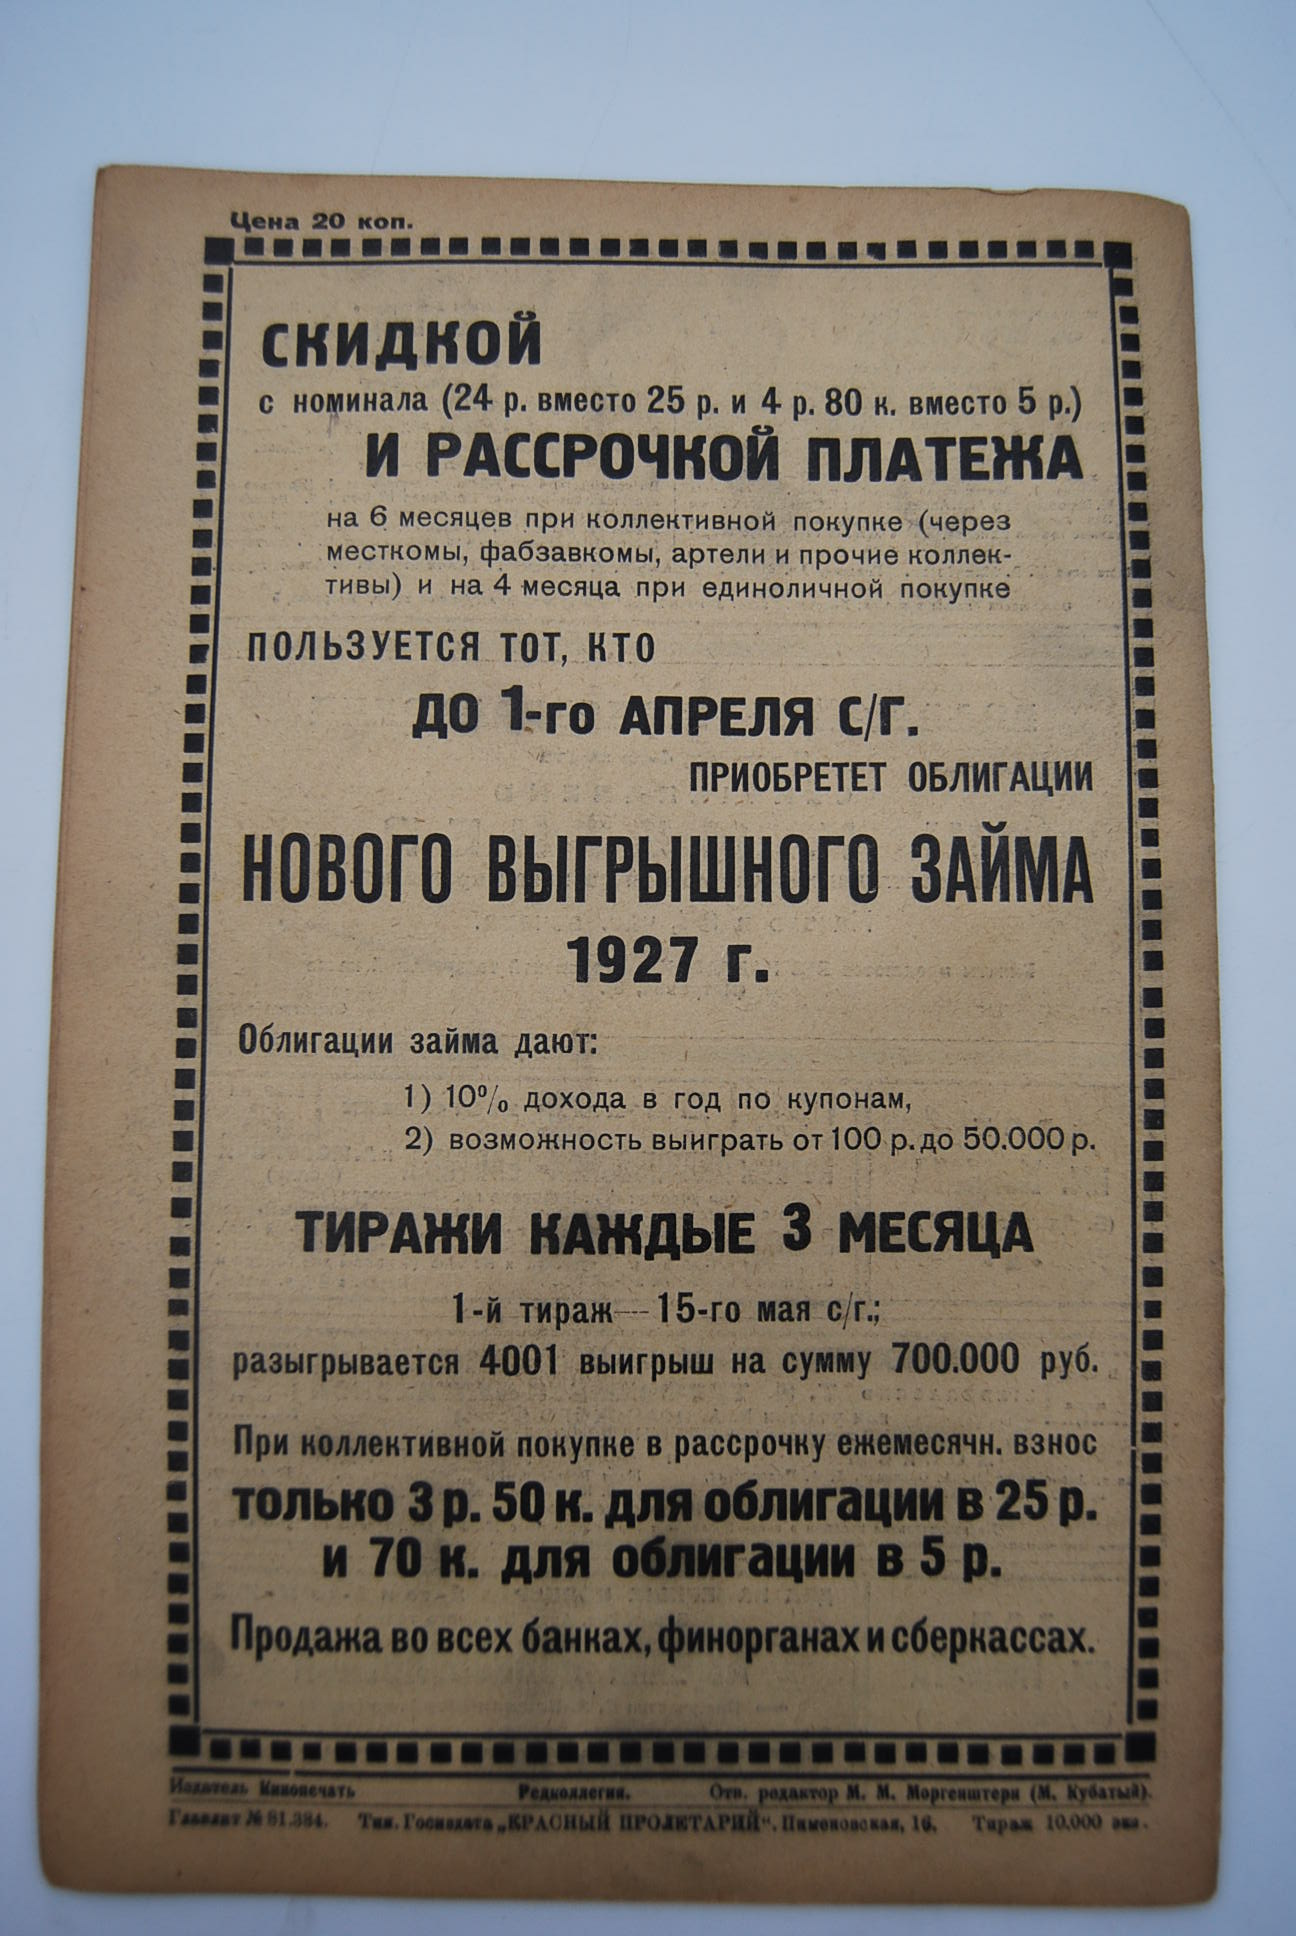 Цена 20 коп.
СКИДКОЙ
с номинала (24 р. вместо 25 р. и 4 р. 80 к. вместо 5 р.)
И РАССРОЧКОЙ ПЛАТЕЖА
на 6 месяцев при коллективной покупке (через
месткомы, фабзавкомы, артели и прочие коллек-
тивы) и на 4 месяца при единоличной покупке
ПОЛЬЗУЕТСЯ ТОТ, КТО
ДО 1-го АПРЕЛЯ С/Г.
ПРИОБРЕТЕТ ОБЛИГАЦИИ
НОВОГО ВЫГРЫШНОГО ЗАЙМА
1927 г.
Облигации займа дают:
1) 10% дохода в год по купонам,
2) возможность выиграть от 100 р. до 50.000 р.
ТИРАЖИ КАЖДЫЕ 3 МЕСЯЦА
1-й тираж—15-го мая с/г.;
разыгрывается 4001 выигрыш на сумму 700.000 руб.
При коллективной покупке в рассрочку ежемесячн. взнос
только 3 р. 50 к. для облигации в 25 р.
и 70 к. для облигации в 5 р.
Продажа во всех банках, финорганах и сберкассах.
Издатель Кинопечать Редколлегия. Отв. редактор М. М. Моргенштерн (М. Кубатый).
Главлит № 81.384. Тип. Госиздата „КРАСНЫЙ ПРОЛЕТАРИЙ". Пименовская, 16. Тираж 10.000 экз.